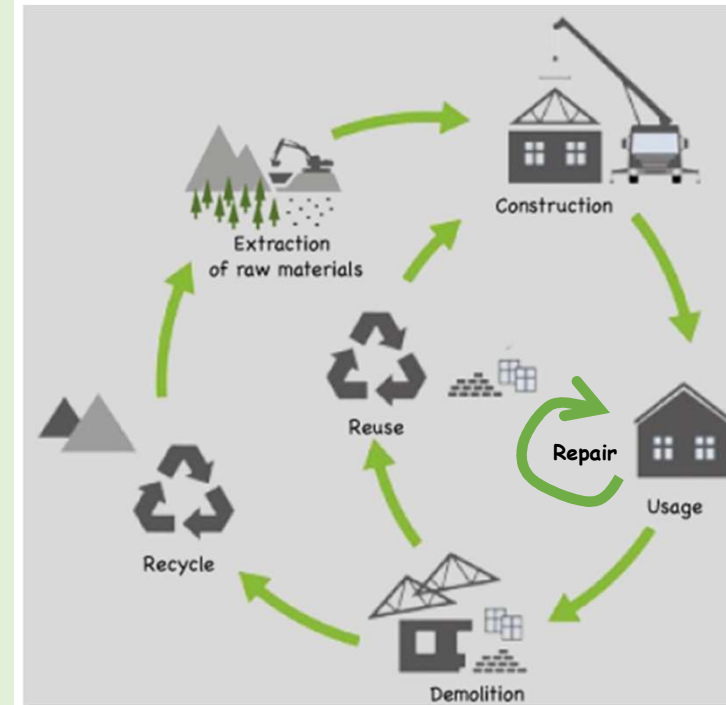 Construction
Extraction
of raw materials
Reuse
Repair
Usage
Recycle
Demolition